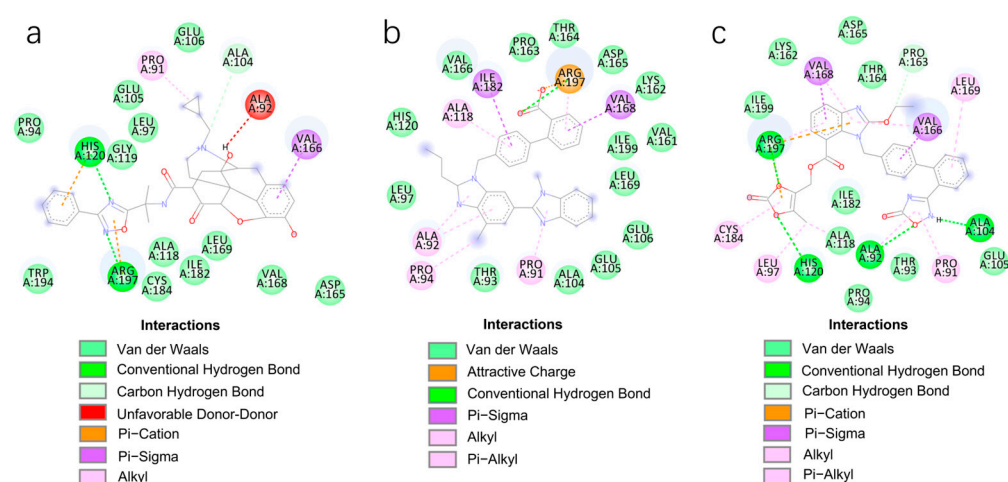 a
GLU
A:106
PRO
A:91
ALA
A:104
GLU
A:105
ALA
A:92
PRO
A:94
LEU
A:97
HIS
A:120
GLY
A:119
VAL
A:166
H
N
O
NH
O
N
O
N
O
O
O
ALA
A:118
LEU
A:169
TRP
A:194
ARG
A:197
CYS
A:184
ILE
A:182
VAL
A:168
ASP
A:165
Interactions
Van der Waals
Conventional Hydrogen Bond
Carbon Hydrogen Bond
Unfavorable Donor-Donor
Pi-Cation
Pi-Sigma
Alkyl
b
THR
A:164
PRO
A:163
VAL
A:166
ILE
A:182
ARG
A:197
ASP
A:165
LYS
A:162
O
O
ALA
A:118
VAL
A:168
HIS
A:120
ILE
A:199
VAL
A:161
LEU
A:169
LEU
A:97
N
N
N
N
ALA
A:92
GLU
A:106
PRO
A:94
THR
A:93
PRO
A:91
ALA
A:104
GLU
A:105
Interactions
Van der Waals
Attractive Charge
Conventional Hydrogen Bond
Pi-Sigma
Alkyl
Pi-Alkyl
c
ASP
A:165
LYS
A:162
PRO
A:163
VAL
A:168
THR
A:164
LEU
A:169
ILE
A:199
N
O
N
VAL
A:166
ARG
A:197
O
O
O
O
O
ILE
A:182
N
O
O
N
H
CYS
A:184
ALA
A:118
ALA
A:104
LEU
A:97
HIS
A:120
ALA
A:92
THR
A:93
PRO
A:91
GLU
A:105
PRO
A:94
Interactions
Van der Waals
Conventional Hydrogen Bond
Carbon Hydrogen Bond
Pi-Cation
Pi-Sigma
Alkyl
Pi-Alkyl